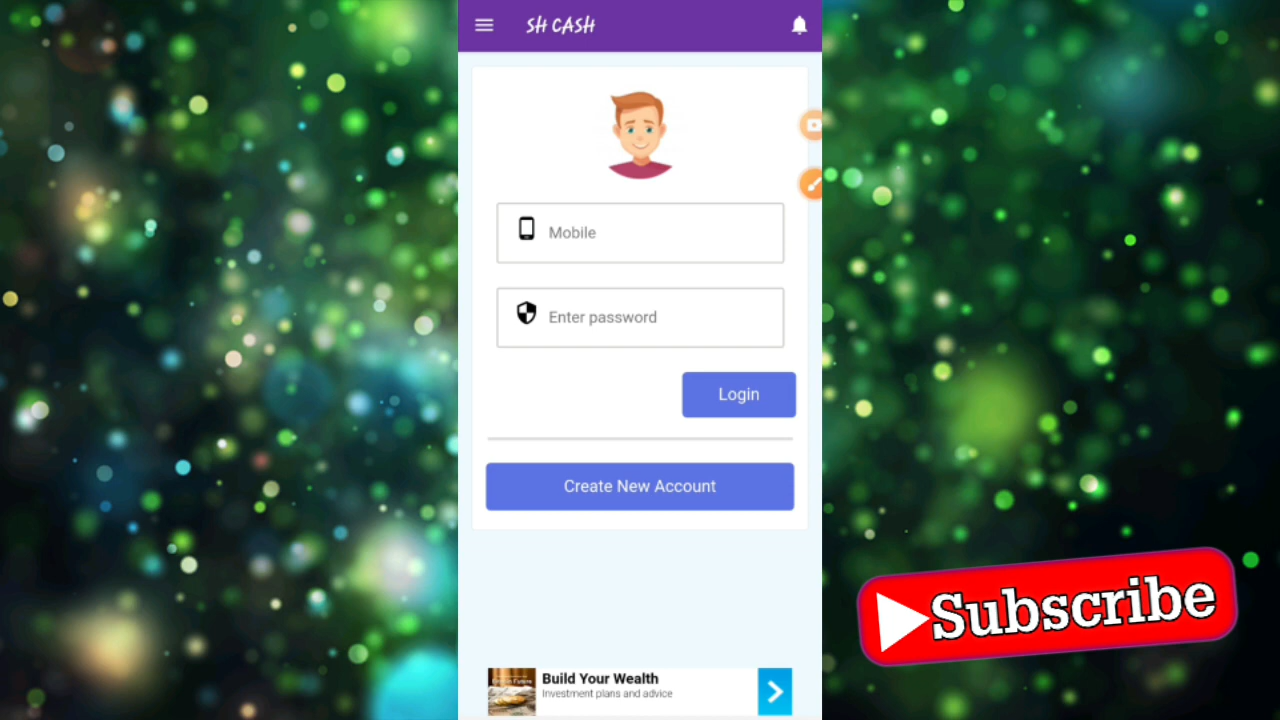 SH CASH
Mobile
Enter password
Login
Create New Account
Subscribe
Build Your Wealth
Investment plans and advice